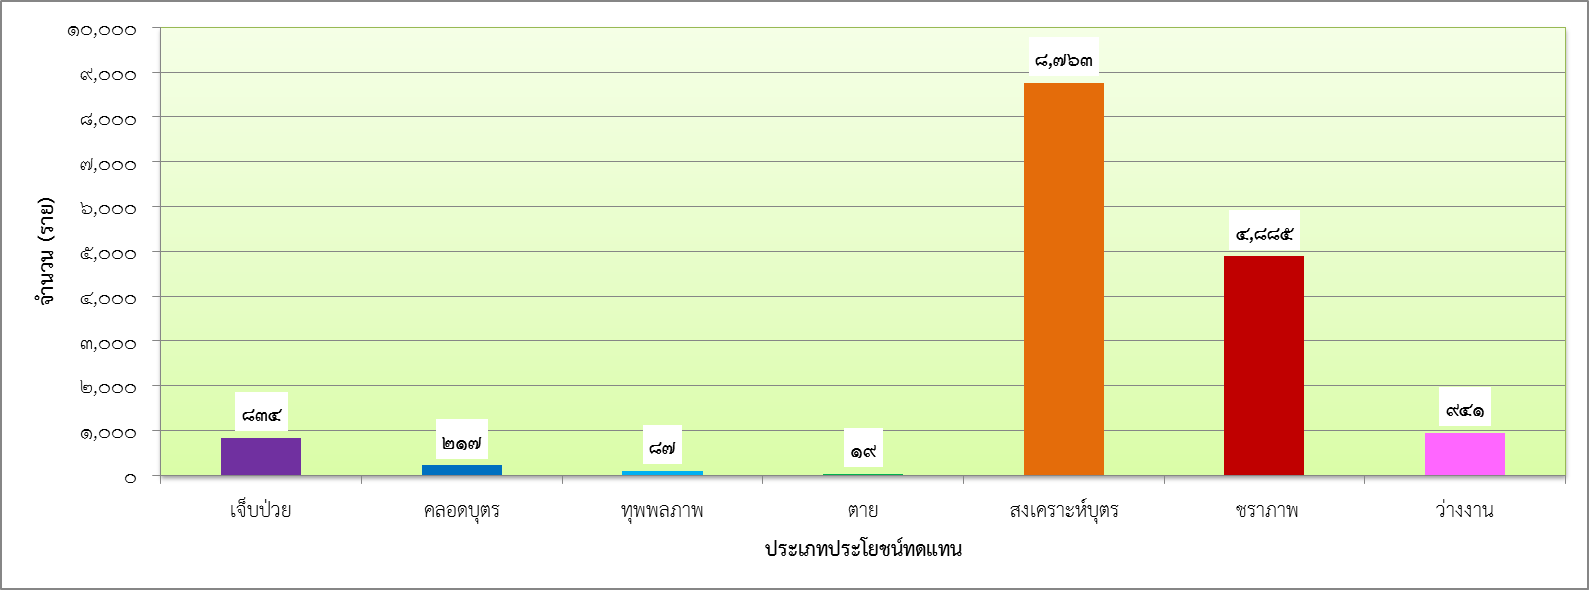 ๑๐,๐๐๐
๙,๐๐๐
๘,๐๐๐
๗,๐๐๐
๖,๐๐๐
๕,๐๐๐
๔,๐๐๐
๓,๐๐๐
๒,๐๐๐
๑,๐๐๐
๐
จำนวน (ราย)
๘๓๔
๒๑๗
๘๗
๑๙
๘,๗๖๓
๔,๘๘๕
๙๔๑
เจ็บป่วย
คลอดบุตร
ทุพพลภาพ
ตาย
สงเคราะห์บุตร
ชราภาพ
ว่างงาน
ประเภทประโยชน์ทดแทน